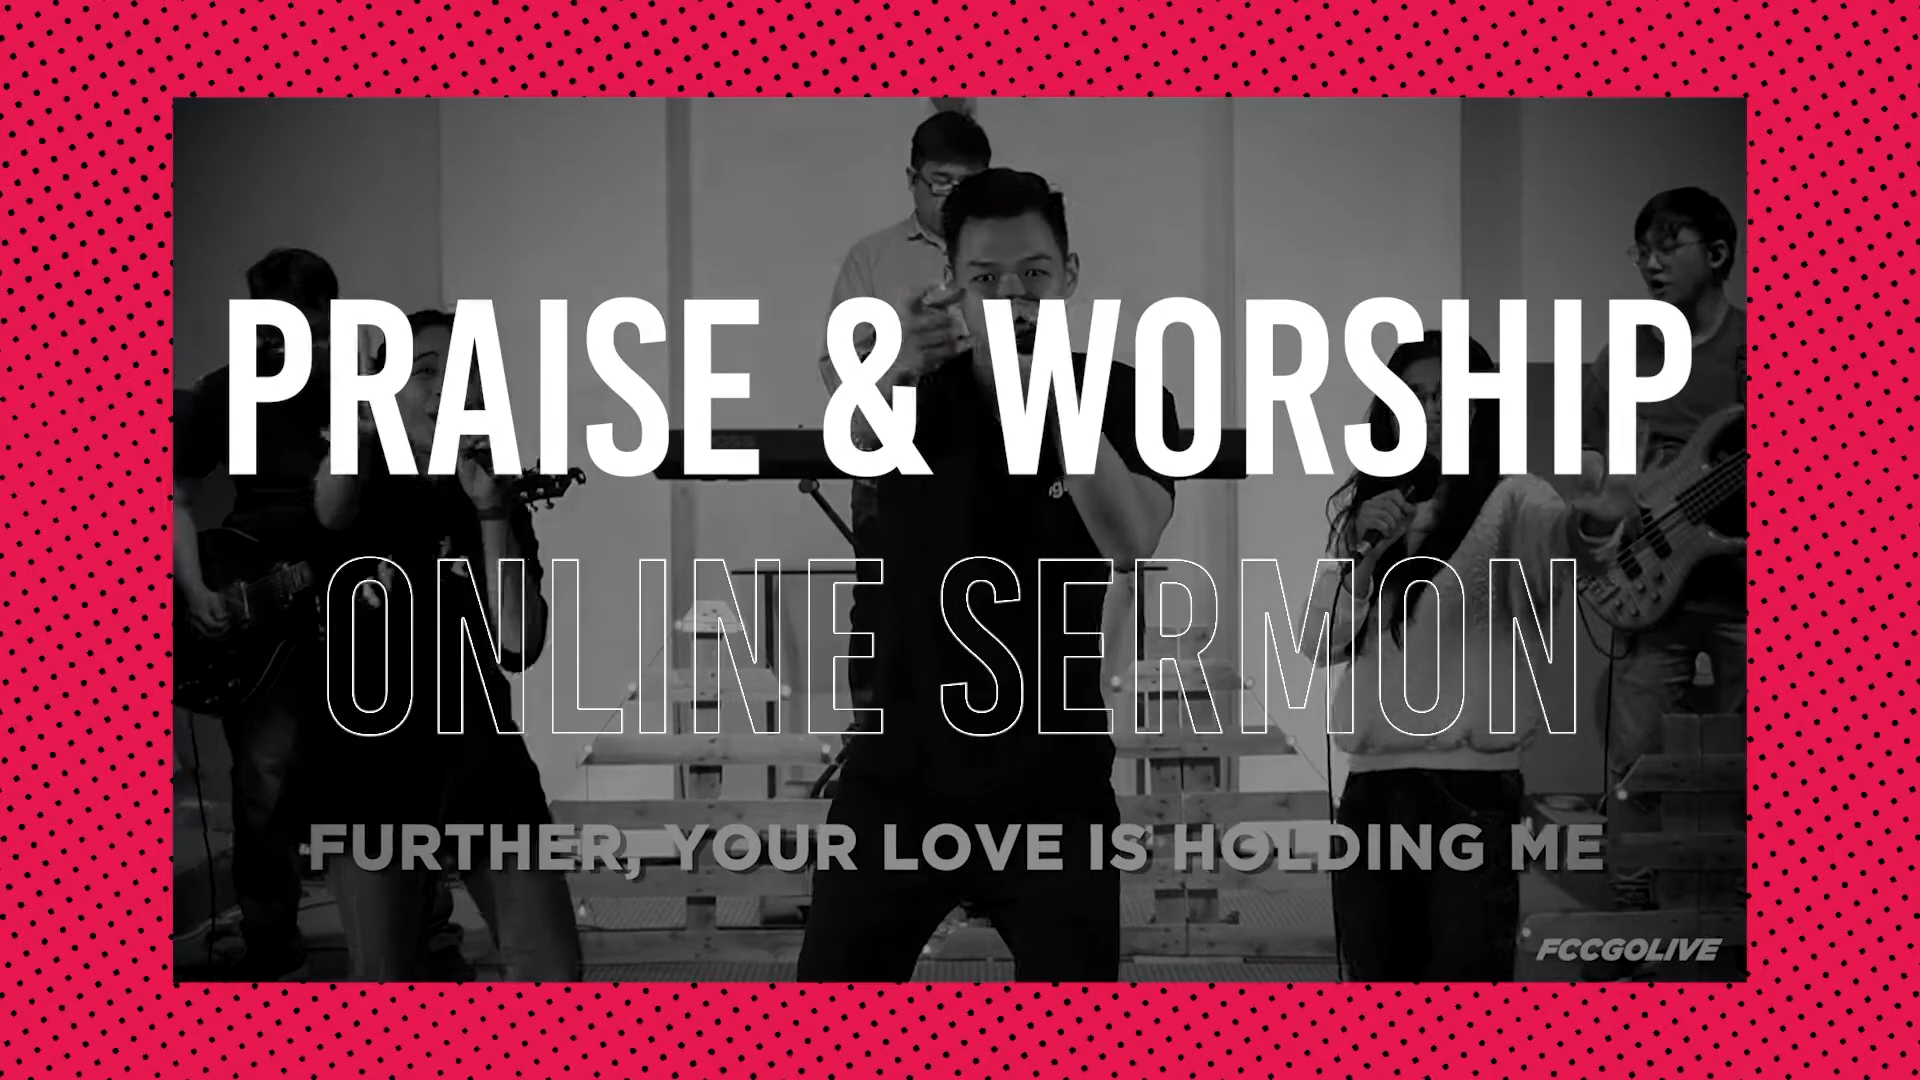 PRAISE & WORSHIP
ONLINE SERMON
FURTHER, YOUR LOVE IS HOLDING ME
FCCGOLIVE